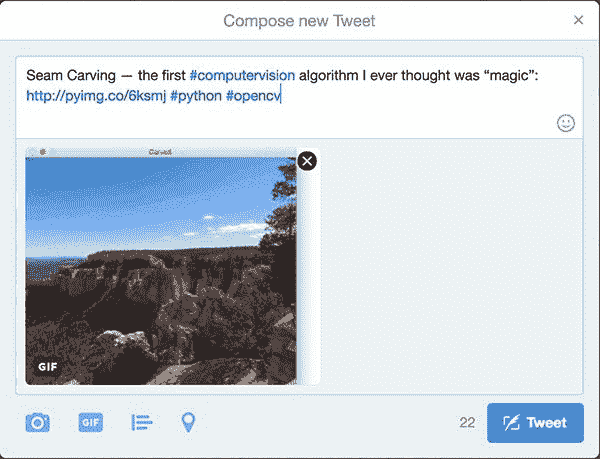 Compose new Tweet
Seam Carving — the first #computervision algorithm I ever thought was “magic”:
http://pyimg.co/6ksmj #python #opencv
Carved
GIF
GIF
22
Tweet